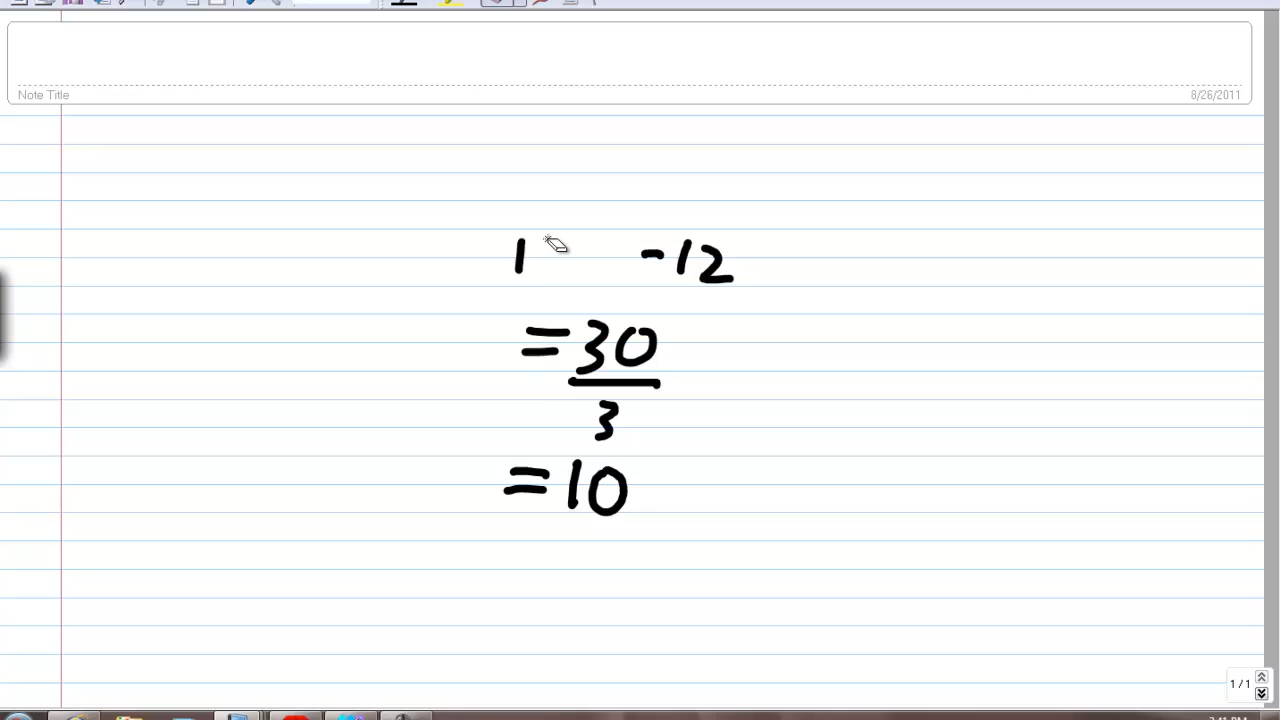 Note Title
8/26/2011
1 -12
=30
3
=10
1 / 1